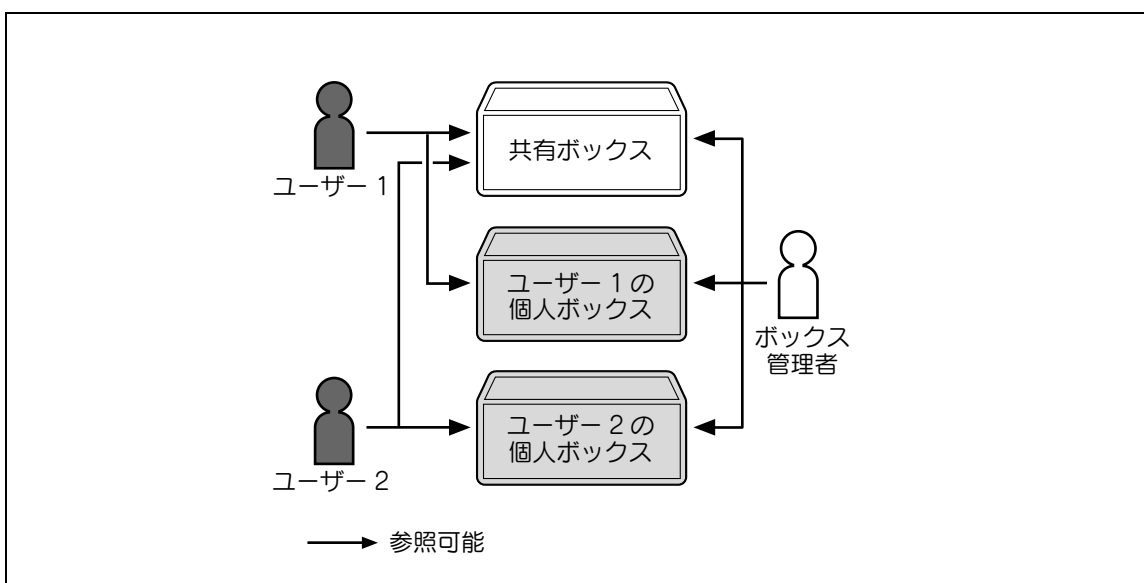 共有ボックス
ユーザー 1
ユーザー 1 の
個人ボックス
ボックス
管理者
ユーザー 2 の
個人ボックス
ユーザー 2
参照可能